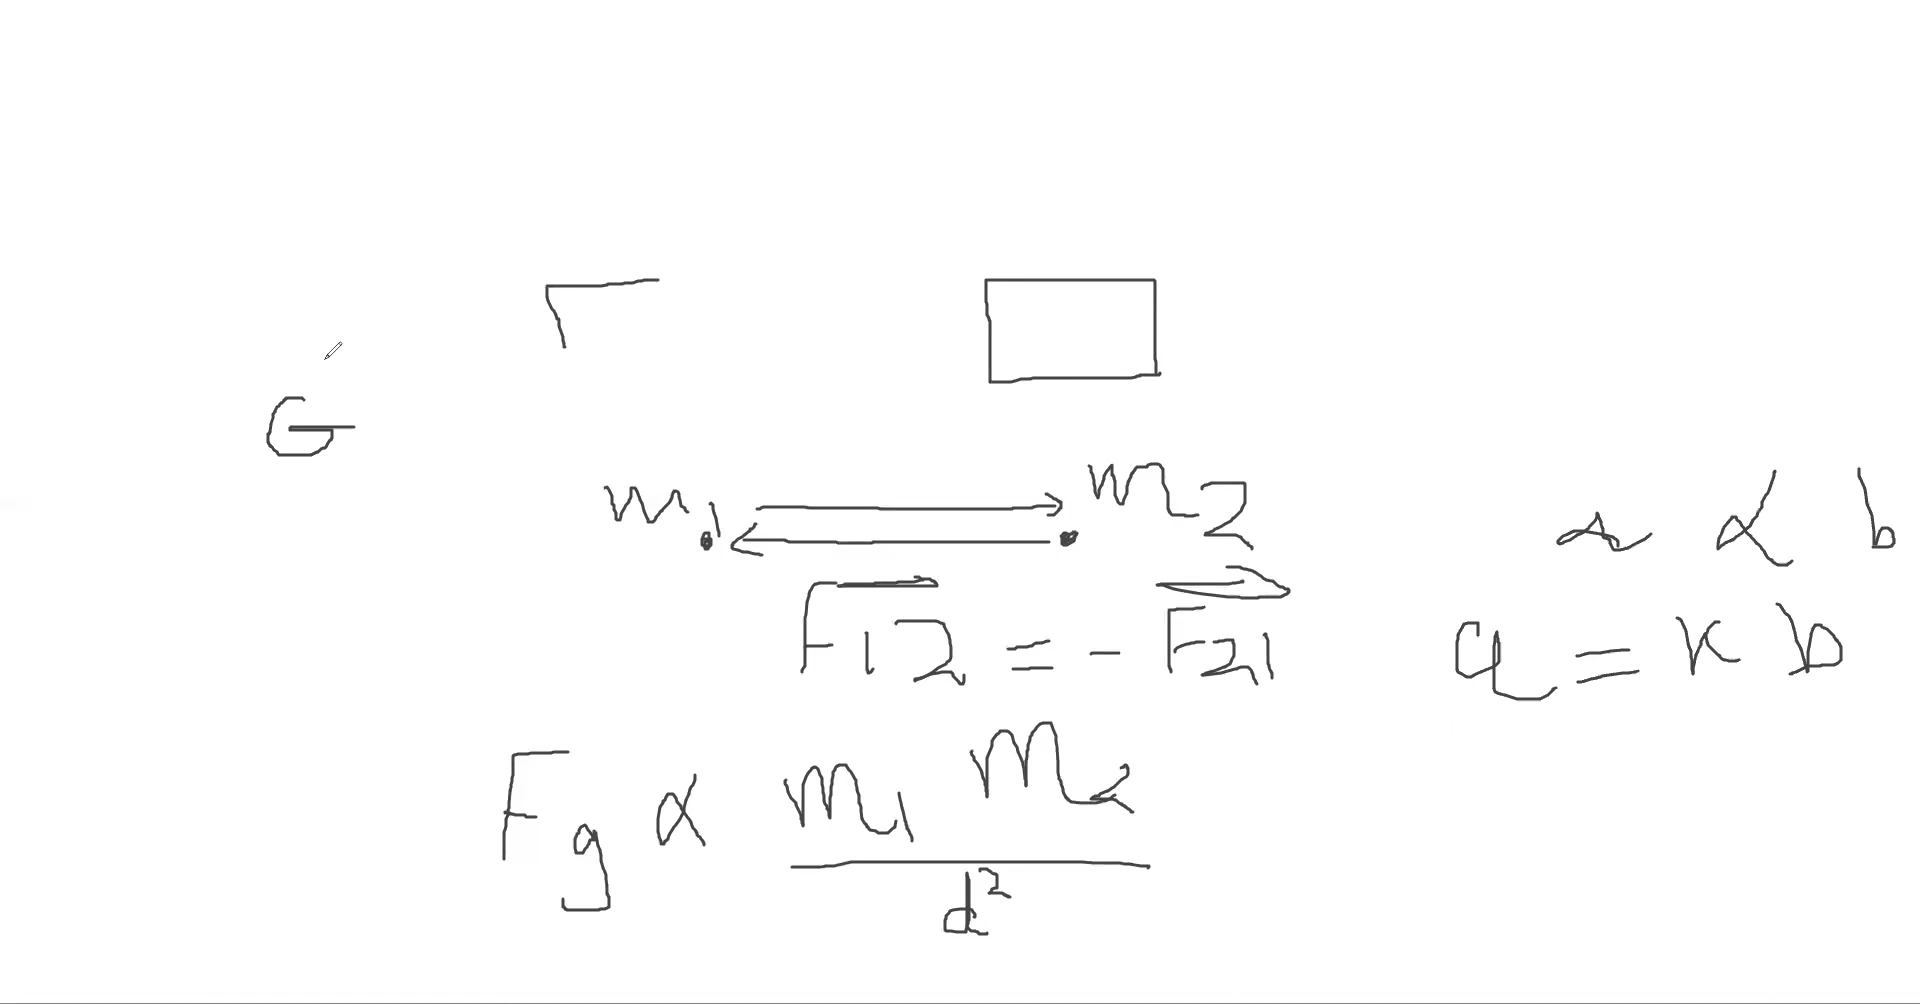 G
m1 m2
a ∝ b
F12 = - F21
a = k b
Fg ∝ m1 m2
d²